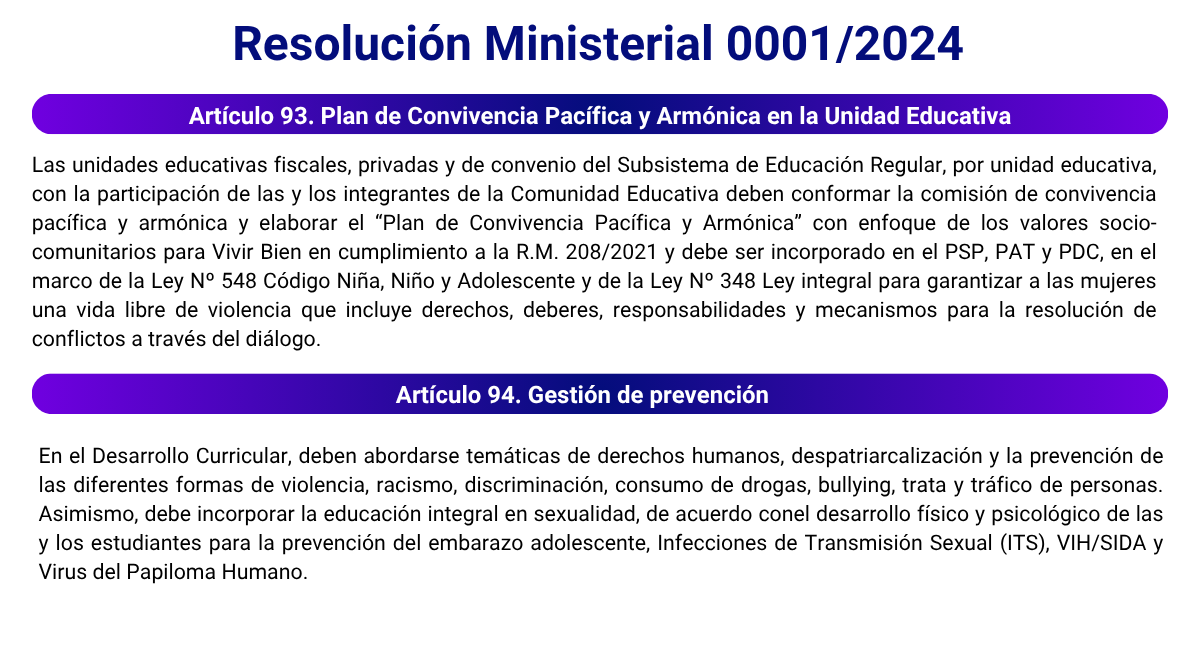 Resolución Ministerial 0001/2024
Artículo 93. Plan de Convivencia Pacífica y Armónica en la Unidad Educativa
Las unidades educativas fiscales, privadas y de convenio del Subsistema de Educación Regular, por unidad educativa,
con la participación de las y los integrantes de la Comunidad Educativa deben conformar la comisión de convivencia
pacífica y armónica y elaborar el “Plan de Convivencia Pacífica y Armónica” con enfoque de los valores socio-
comunitarios para Vivir Bien en cumplimiento a la R.M. 208/2021 y debe ser incorporado en el PSP, PAT y PDC, en el
marco de la Ley Nº 548 Código Niña, Niño y Adolescente y de la Ley Nº 348 Ley integral para garantizar a las mujeres
una vida libre de violencia que incluye derechos, deberes, responsabilidades y mecanismos para la resolución de
conflictos a través del diálogo.
Artículo 94. Gestión de prevención
En el Desarrollo Curricular, deben abordarse temáticas de derechos humanos, despatriarcalización y la prevención de
las diferentes formas de violencia, racismo, discriminación, consumo de drogas, bullying, trata y tráfico de personas.
Asimismo, debe incorporar la educación integral en sexualidad, de acuerdo conel desarrollo físico y psicológico de las
y los estudiantes para la prevención del embarazo adolescente, Infecciones de Transmisión Sexual (ITS), VIH/SIDA y
Virus del Papiloma Humano.